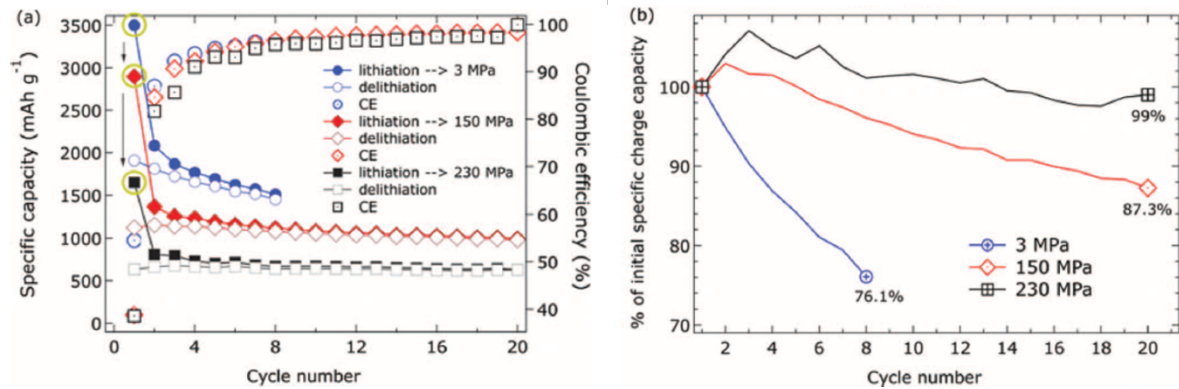 (a)
3500
3000
2500
2000
1500
1000
500
0
Specific capacity (mAh g⁻¹)
100
90
80
70
60
50
40
Coulombic efficiency (%)
lithiation --> 3 MPa
delithiation
CE
lithiation --> 150 MPa
delithiation
CE
lithiation --> 230 MPa
delithiation
CE
0 4 8 12 16 20
Cycle number
(b)
100
90
80
70
% of initial specific charge capacity
99%
87.3%
76.1%
3 MPa
150 MPa
230 MPa
2 4 6 8 10 12 14 16 18 20
Cycle number